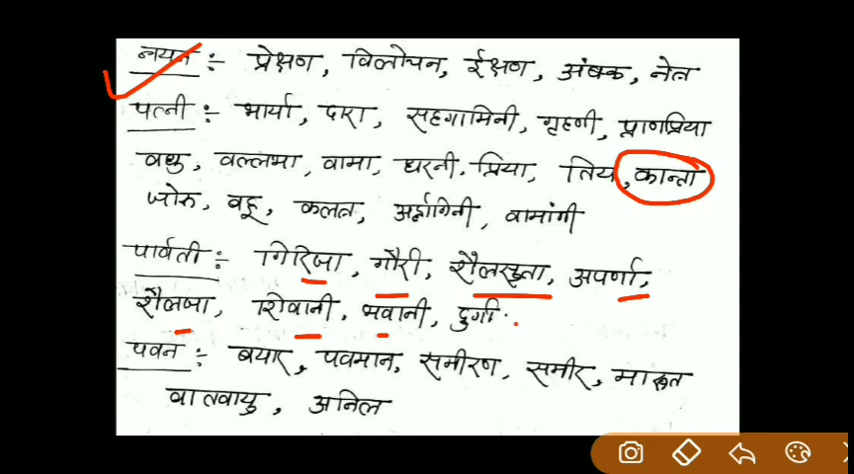 नयन :- प्रेक्षण, विलोचन, ईक्षण, अंबक, नेत्र
पत्नी :- भार्या, दारा, सहगामिनी, गृहणी, प्राणप्रिया
वधु, वल्लभा, वामा, घरनी, प्रिया, तिय, कान्ता
जोरू, वहू, कलत्र, अर्द्धांगिनी, वामांगी
पार्वती :- गिरिजा, गौरी, शैलसुता, अपर्णा,
शैलजा, शिवानी, भवानी, दुर्गा
पवन :- बयार, पवमान, समीरण, समीर, मारुत
वातवायु, अनिल